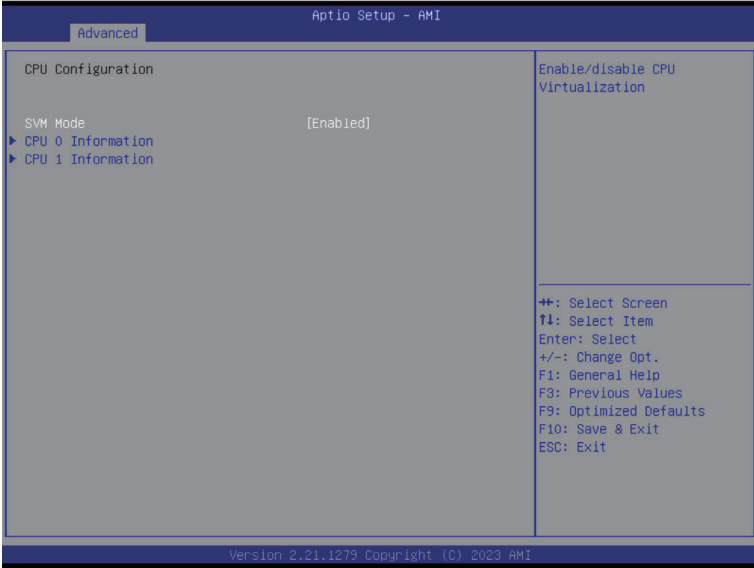 Aptio Setup – AMI
Advanced
CPU Configuration
SVM Mode [Enabled]
CPU 0 Information
CPU 1 Information
Enable/disable CPU
Virtualization
→←: Select Screen
↑↓: Select Item
Enter: Select
+/-: Change Opt.
F1: General Help
F3: Previous Values
F9: Optimized Defaults
F10: Save & Exit
ESC: Exit
Version 2.21.1279 Copyright (C) 2023 AMI